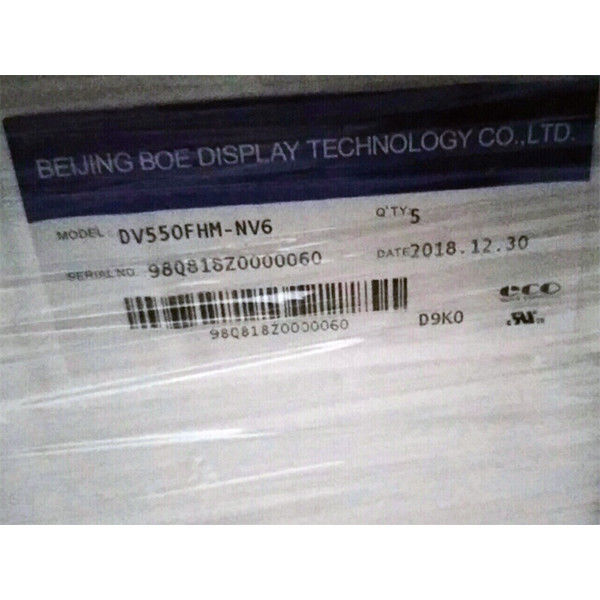 BEIJING BOE DISPLAY TECHNOLOGY CO.,LTD.
MODEL DV550FHM-NV6 Q'TY 5
SERIAL NO. 98Q818Z0000060 DATE 2018.12.30
98Q818Z0000060
D9K0
eco